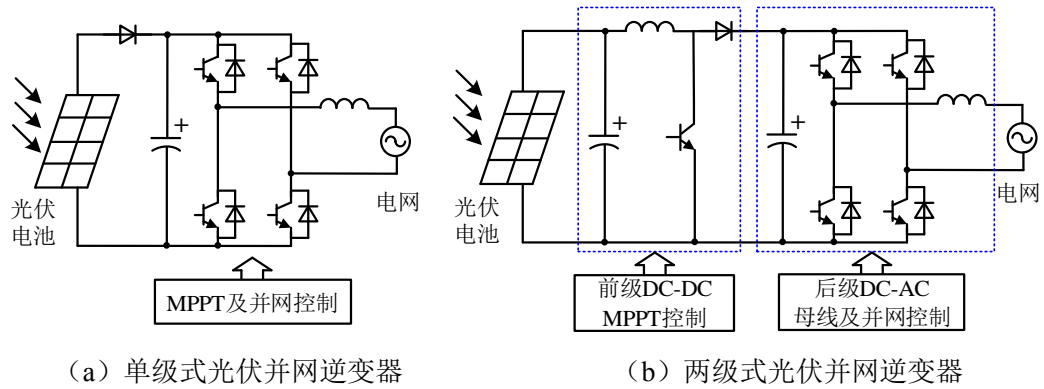 +
光伏
电池
电网
MPPT及并网控制
(a) 单级式光伏并网逆变器
+
+
光伏
电池
电网
前级DC-DC
MPPT控制
后级DC-AC
母线及并网控制
(b) 两级式光伏并网逆变器